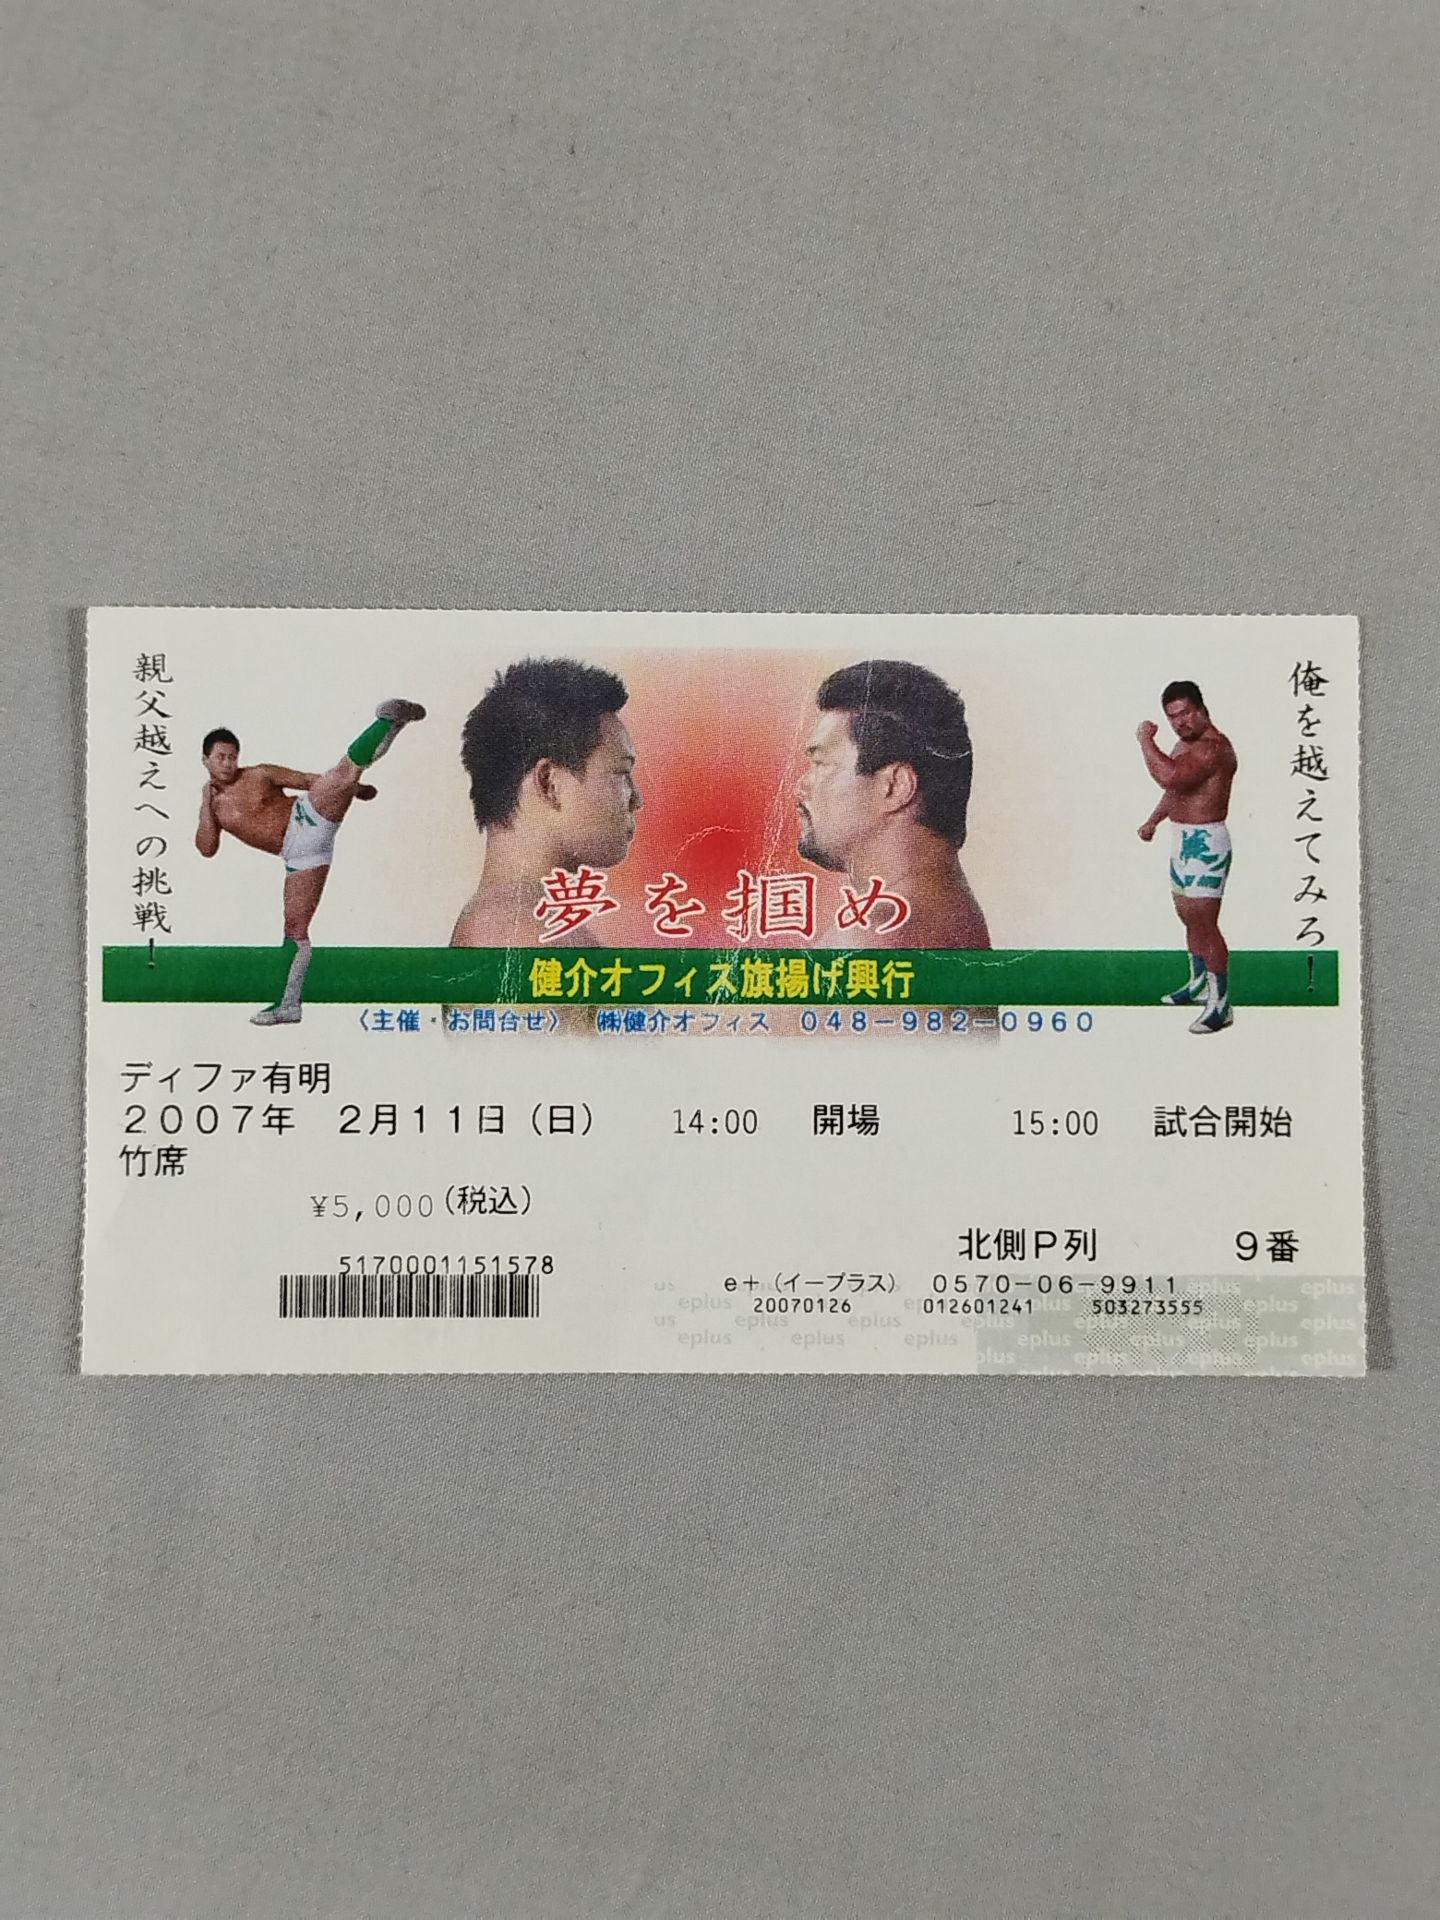 親父越えへの挑戦!
俺を越えてみろ!
夢を掴め
健介オフィス旗揚げ興行
〈主催・お問合せ〉 ㈱健介オフィス 048-982-0960
ディファ有明
2007年 2月11日(日) 14:00 開場 15:00 試合開始
竹席
¥5,000(税込)
北側P列 9番
5170001151578
e+(イープラス) 0570-06-9911
20070126 012601241 503273555
eplus eplus eplus eplus